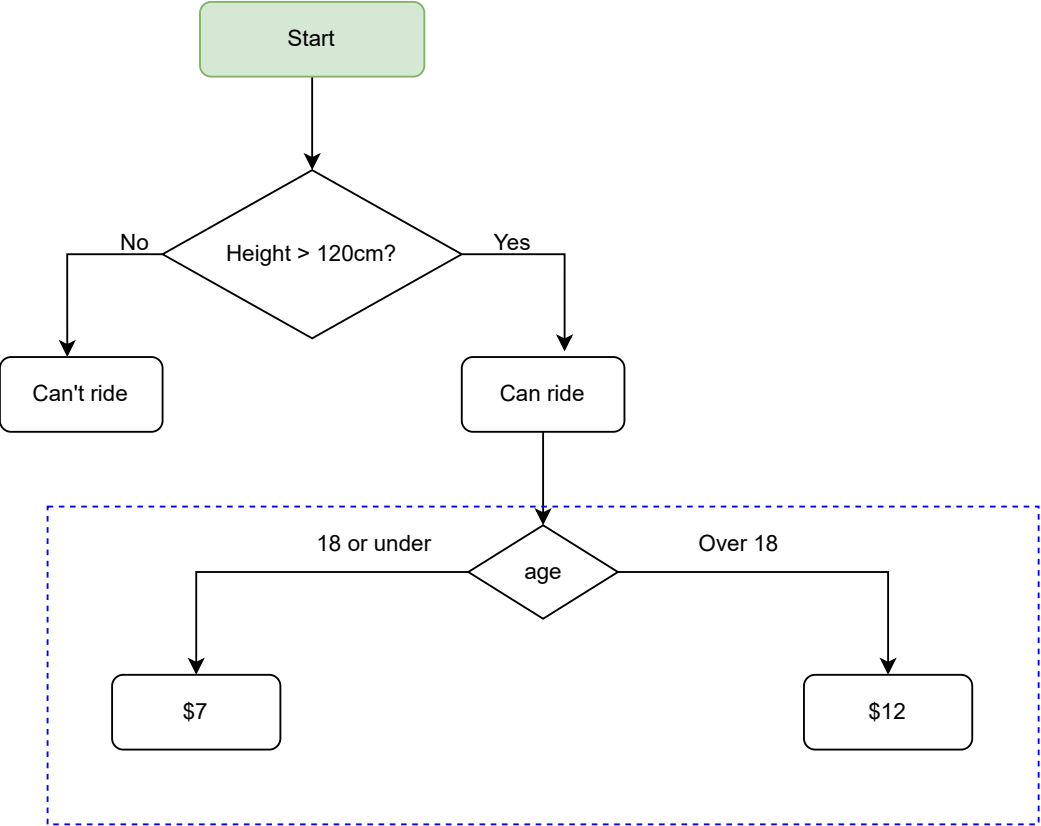 Start
Height > 120cm?
No
Yes
Can't ride
Can ride
18 or under
Over 18
age
$7
$12